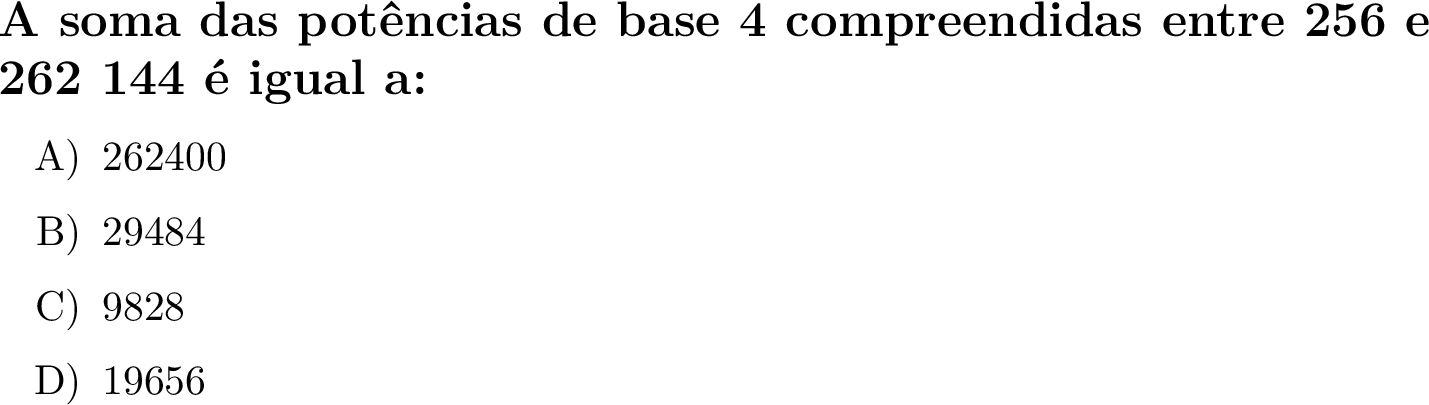 A soma das potências de base 4 compreendidas entre 256 e
262 144 é igual a:
A) 262400
B) 29484
C) 9828
D) 19656